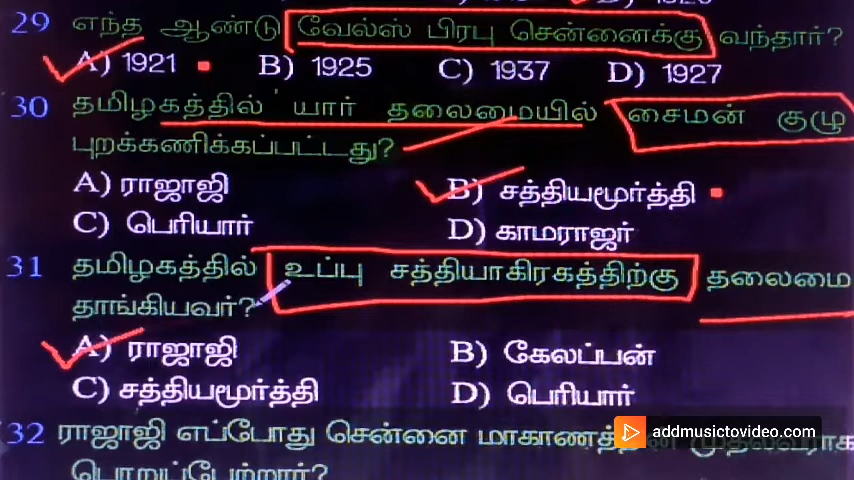 29 எந்த ஆண்டு வேல்ஸ் பிரபு சென்னைக்கு வந்தார்?
A) 1921 B) 1925 C) 1937 D) 1927
30 தமிழகத்தில் யார் தலைமையில் சைமன் குழு
புறக்கணிக்கப்பட்டது?
A) ராஜாஜி B) சத்தியமூர்த்தி
C) பெரியார் D) காமராஜர்
31 தமிழகத்தில் உப்பு சத்தியாகிரகத்திற்கு தலைமை
தாங்கியவர்?
A) ராஜாஜி B) கேலப்பன்
C) சத்தியமூர்த்தி D) பெரியார்
32 ராஜாஜி எப்போது சென்னை
பொறுப்பேற்றார்?
addmusictovideo.com